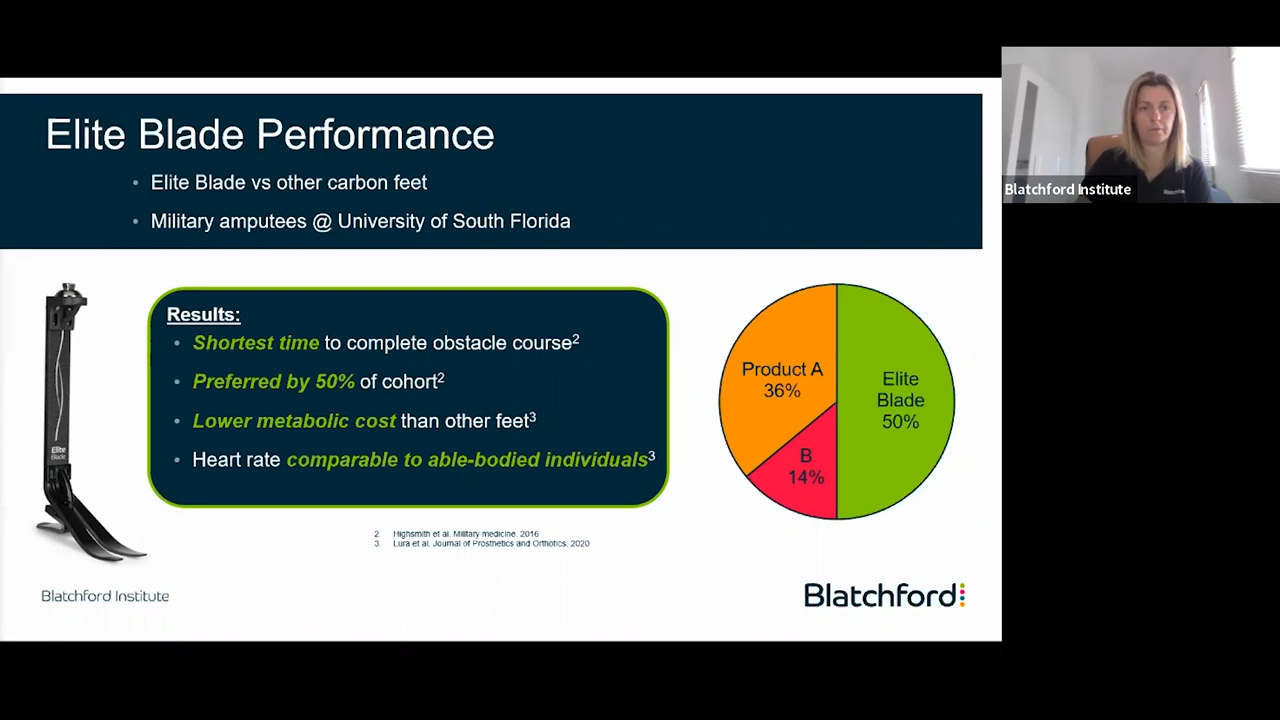 Elite Blade Performance
• Elite Blade vs other carbon feet
• Military amputees @ University of South Florida
Blatchford Institute
Results:
• Shortest time to complete obstacle course2
• Preferred by 50% of cohort2
• Lower metabolic cost than other feet3
• Heart rate comparable to able-bodied individuals3
Product A
36%
Elite
Blade
50%
B
14%
Elite
Blade
2. Highsmith et al. Military medicine. 2016
3. Lura et al. Journal of Prosthetics and Orthotics. 2020
Blatchford Institute
Blatchford